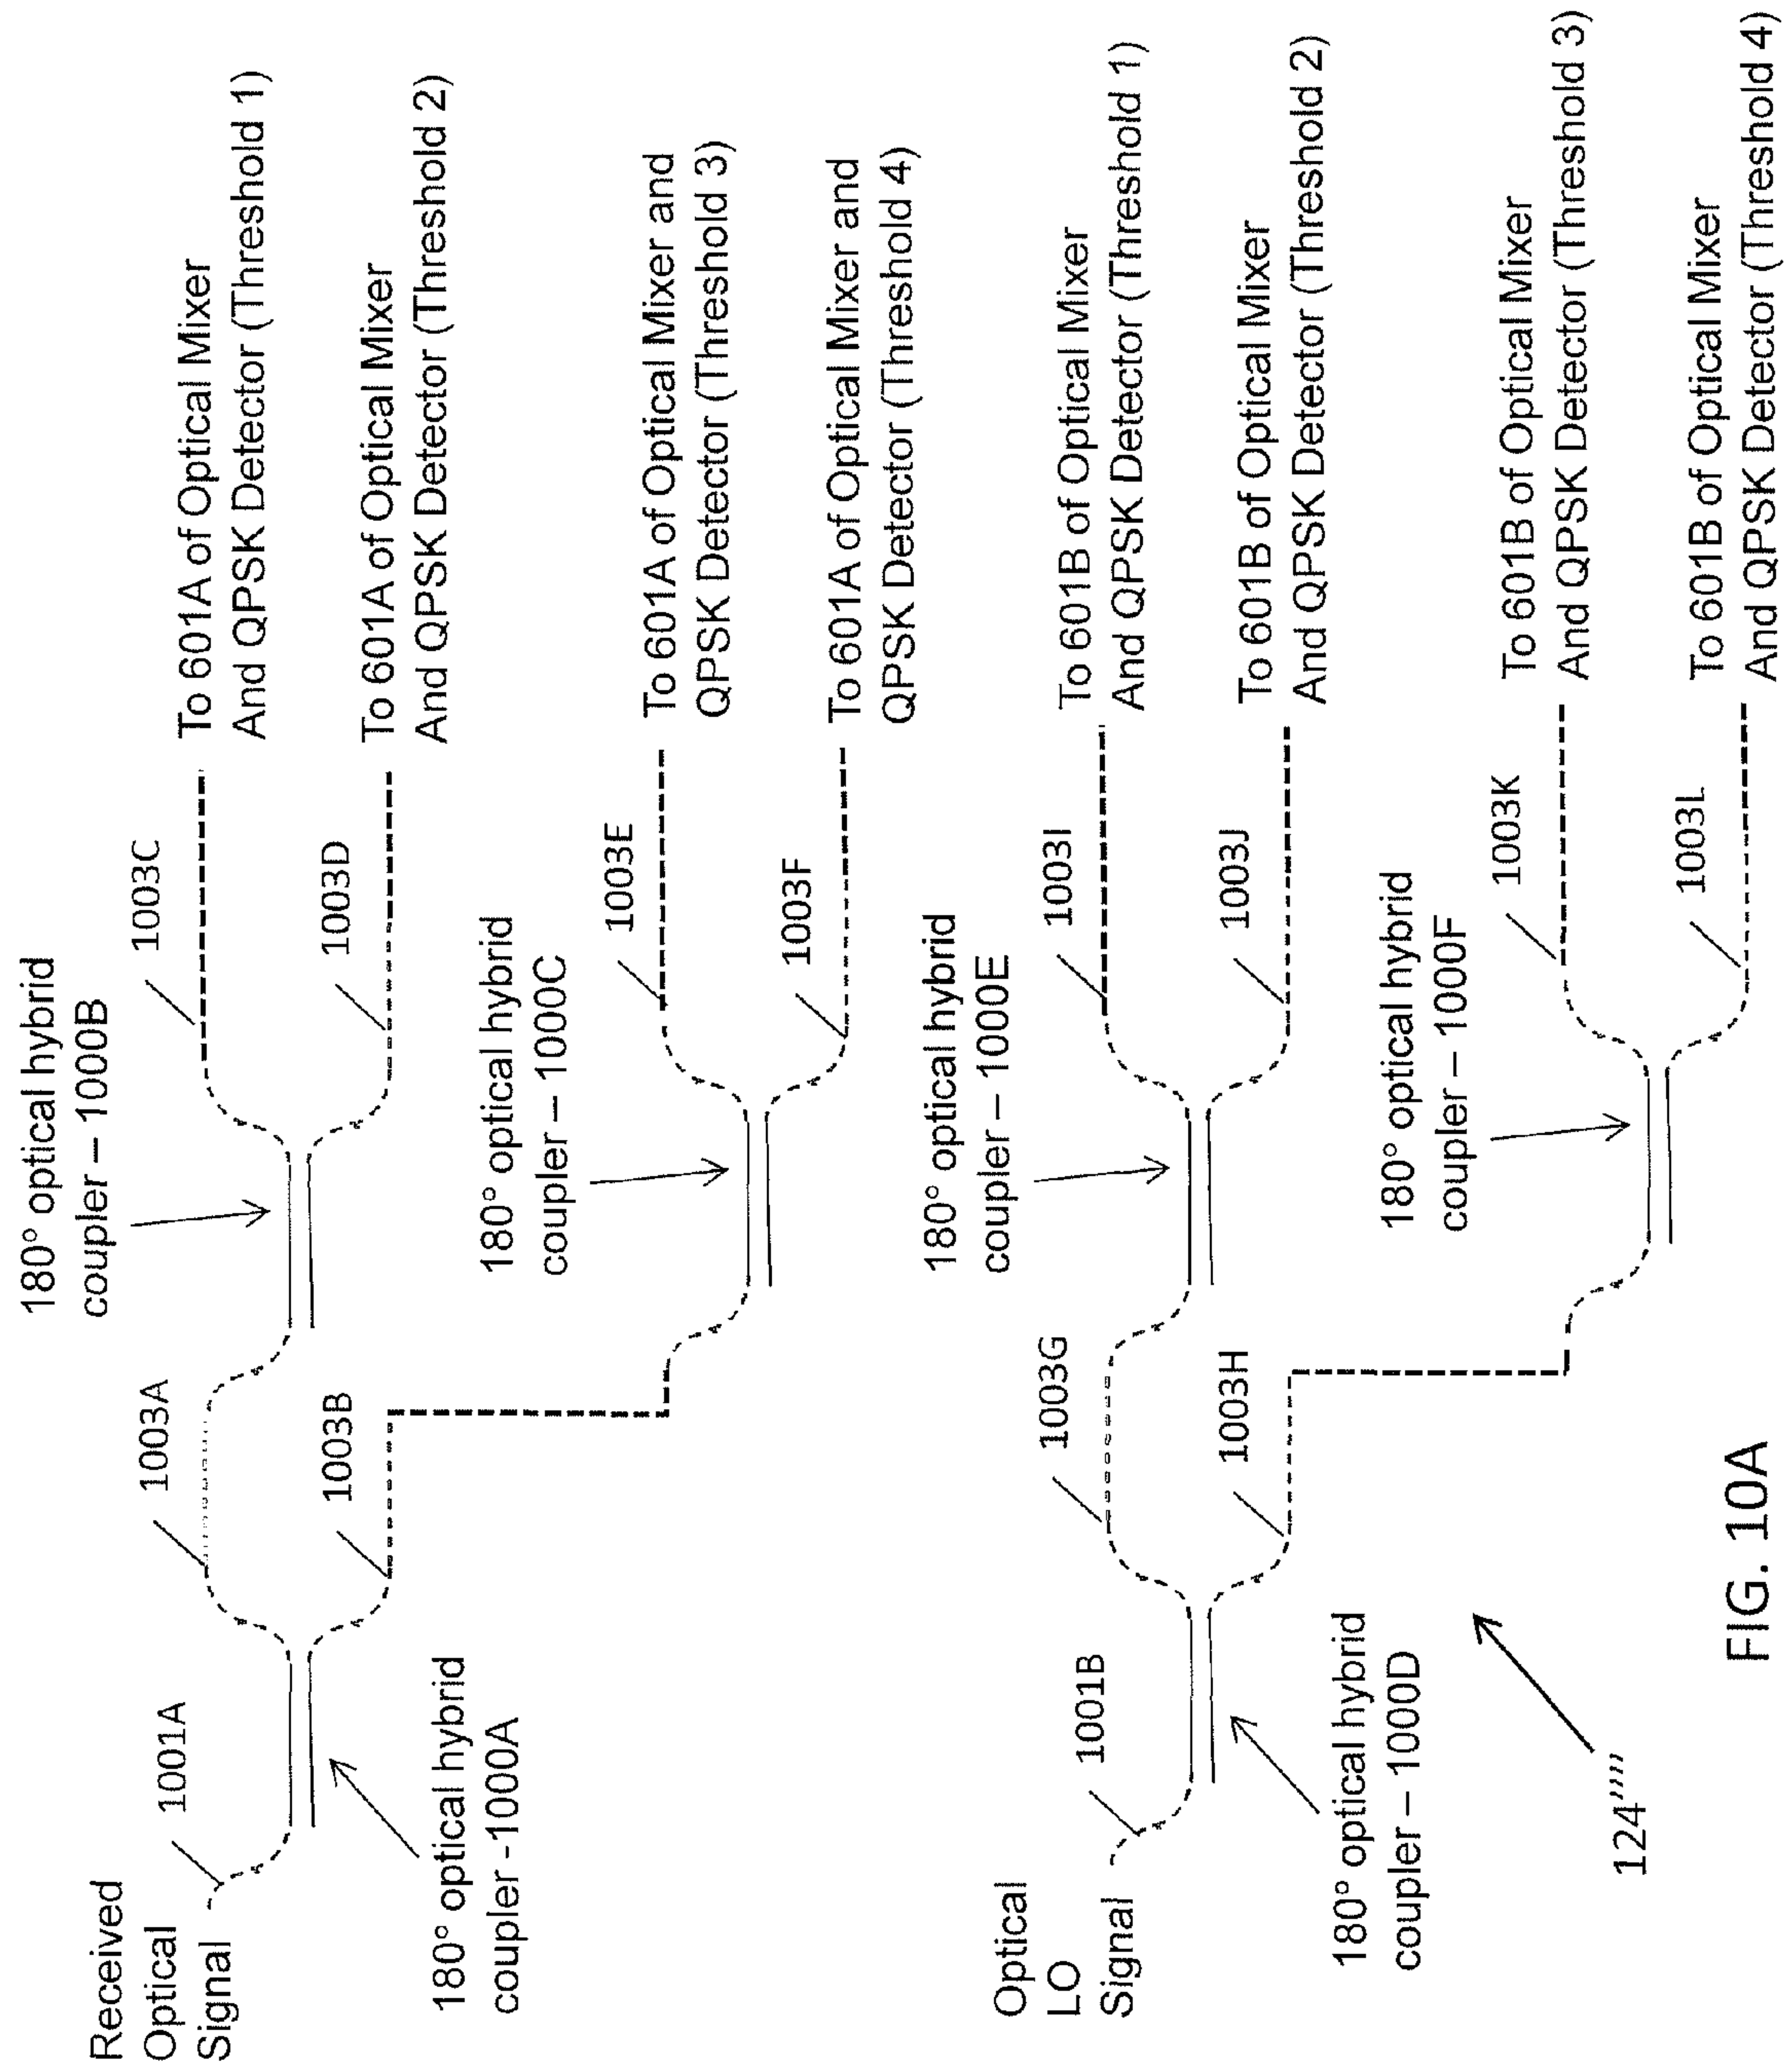 Received
Optical
Signal
1001A
180° optical hybrid
coupler -1000A
1003A
1003B
180° optical hybrid
coupler – 1000B
1003C
1003D
To 601A of Optical Mixer
And QPSK Detector (Threshold 1)
To 601A of Optical Mixer
And QPSK Detector (Threshold 2)
180° optical hybrid
coupler – 1000C
1003E
1003F
To 601A of Optical Mixer and
QPSK Detector (Threshold 3)
To 601A of Optical Mixer and
QPSK Detector (Threshold 4)
Optical
LO
Signal
1001B
180° optical hybrid
coupler – 1000D
1003G
1003H
180° optical hybrid
coupler – 1000E
1003I
1003J
To 601B of Optical Mixer
And QPSK Detector (Threshold 1)
To 601B of Optical Mixer
And QPSK Detector (Threshold 2)
180° optical hybrid
coupler – 1000F
1003K
1003L
To 601B of Optical Mixer
And QPSK Detector (Threshold 3)
To 601B of Optical Mixer
And QPSK Detector (Threshold 4)
124'''''
FIG. 10A